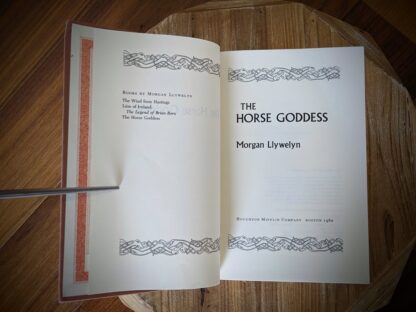 BOOKS BY MORGAN LLYWELYN
The Wind from Hastings
Lion of Ireland:
The Legend of Brian Boru
The Horse Goddess
THE
HORSE GODDESS
Morgan Llywelyn
HOUGHTON MIFFLIN COMPANY BOSTON 1982